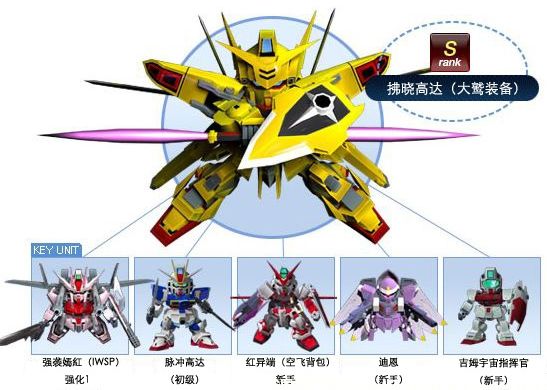 S
rank
拂晓高达（大鹫装备）
KEY UNIT
强袭嫣红（IWSP）
强化1
脉冲高达
（初级）
红异端（空飞背包）
新手
迪恩
（新手）
吉姆宇宙指挥官
（新手）